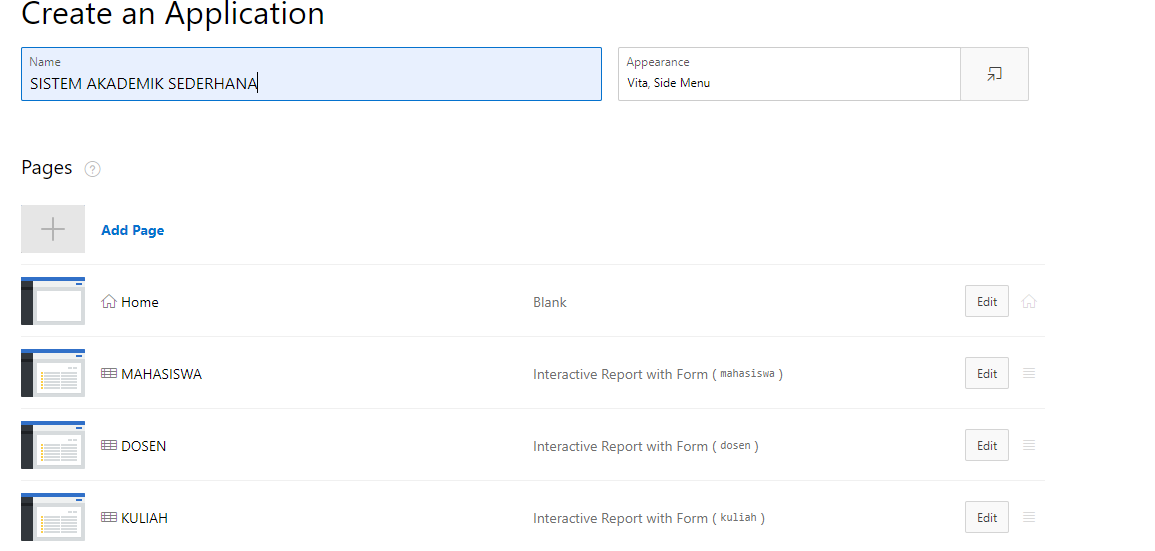 Create an Application
Name
SISTEM AKADEMIK SEDERHANA
Appearance
Vita, Side Menu
Pages ?
Add Page
Home Blank Edit
MAHASISWA Interactive Report with Form ( mahasiswa ) Edit
DOSEN Interactive Report with Form ( dosen ) Edit
KULIAH Interactive Report with Form ( kuliah ) Edit